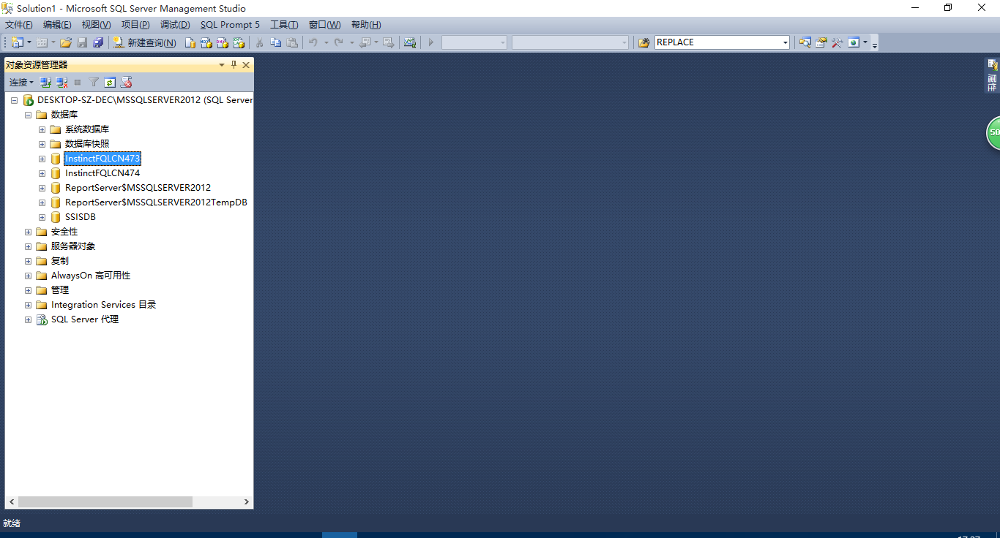 Solution1 - Microsoft SQL Server Management Studio
文件(F) 编辑(E) 视图(V) 项目(P) 调试(D) SQL Prompt 5 工具(T) 窗口(W) 帮助(H)
新建查询(N) REPLACE
对象资源管理器
连接
属性
DESKTOP-SZ-DEC\MSSQLSERVER2012 (SQL Server
数据库
系统数据库
50
数据库快照
InstinctFQLCN473
InstinctFQLCN474
ReportServer$MSSQLSERVER2012
ReportServer$MSSQLSERVER2012TempDB
SSISDB
安全性
服务器对象
复制
AlwaysOn 高可用性
管理
Integration Services 目录
SQL Server 代理
就绪